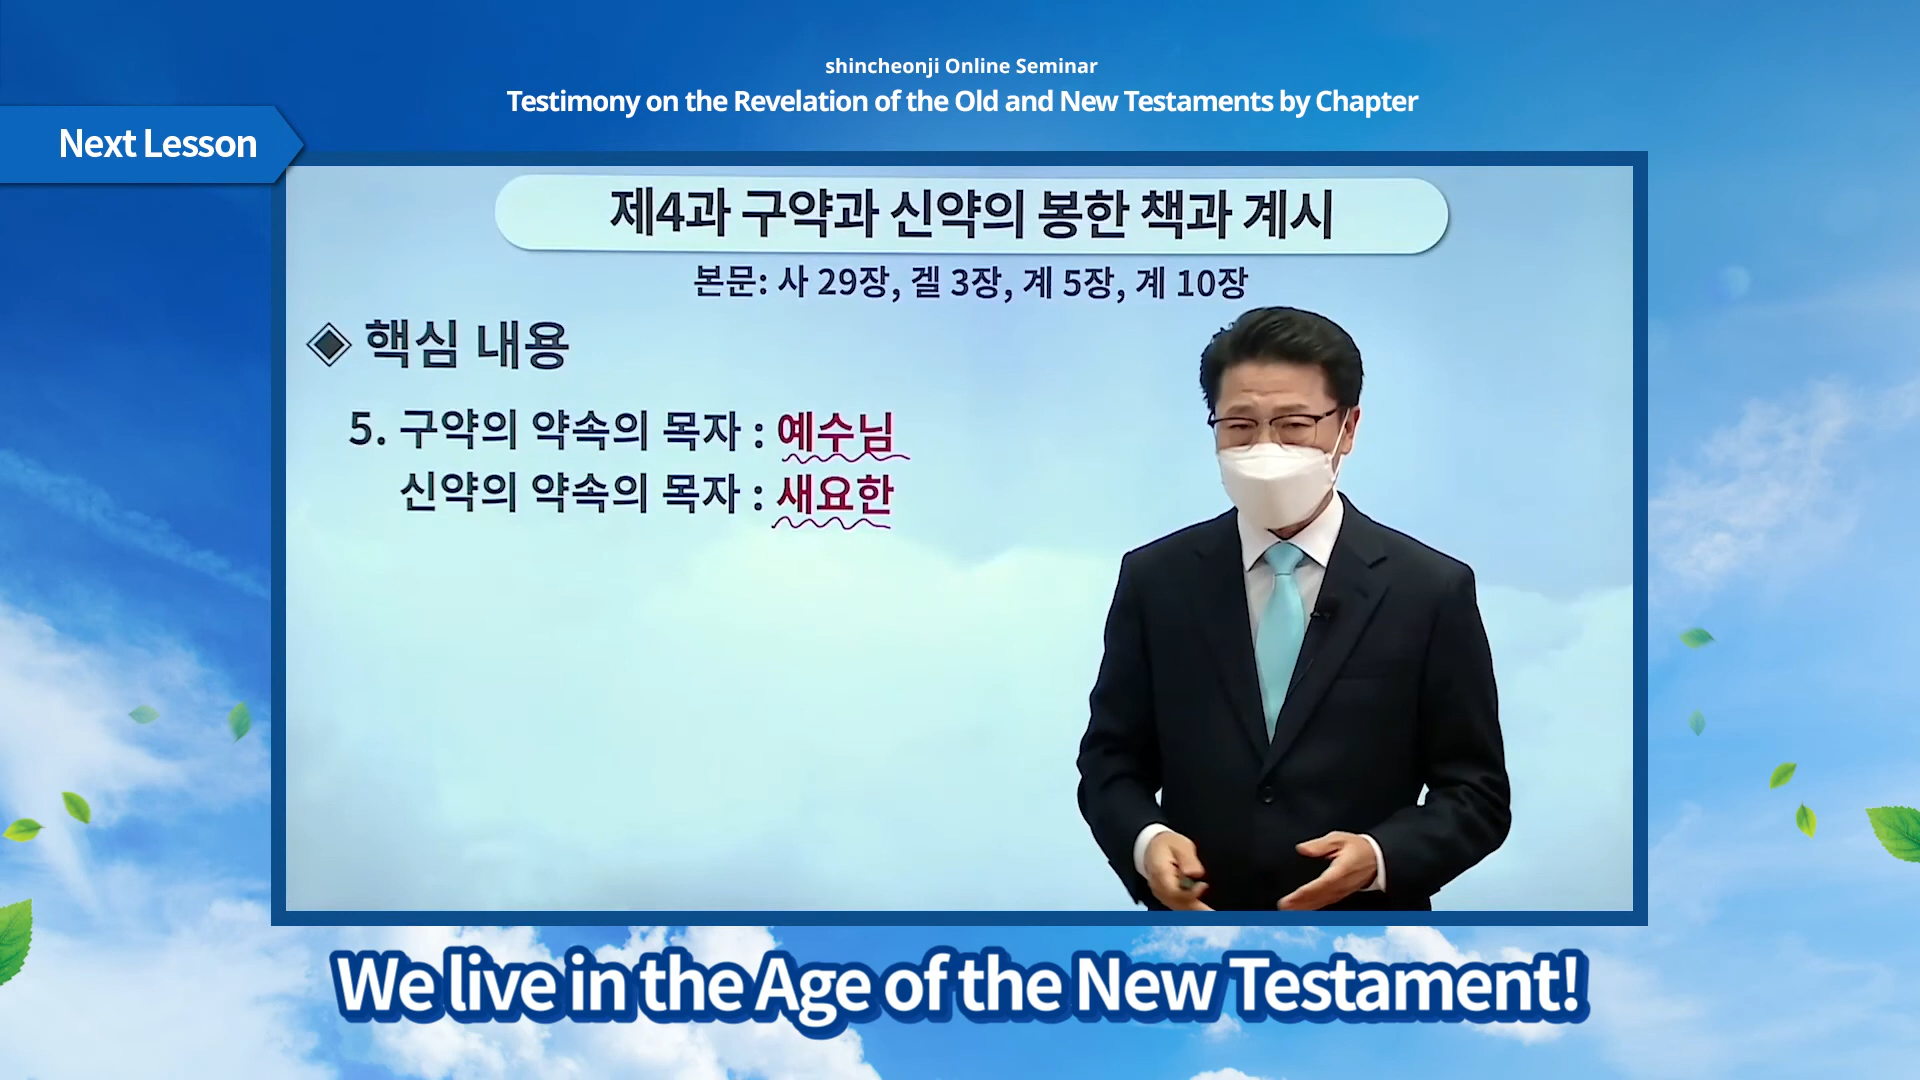 shincheonji Online Seminar
Testimony on the Revelation of the Old and New Testaments by Chapter
Next Lesson
제4과 구약과 신약의 봉한 책과 계시
본문: 사 29장, 겔 3장, 계 5장, 계 10장
◈ 핵심 내용
5. 구약의 약속의 목자 : 예수님
신약의 약속의 목자 : 새요한
We live in the Age of the New Testament!